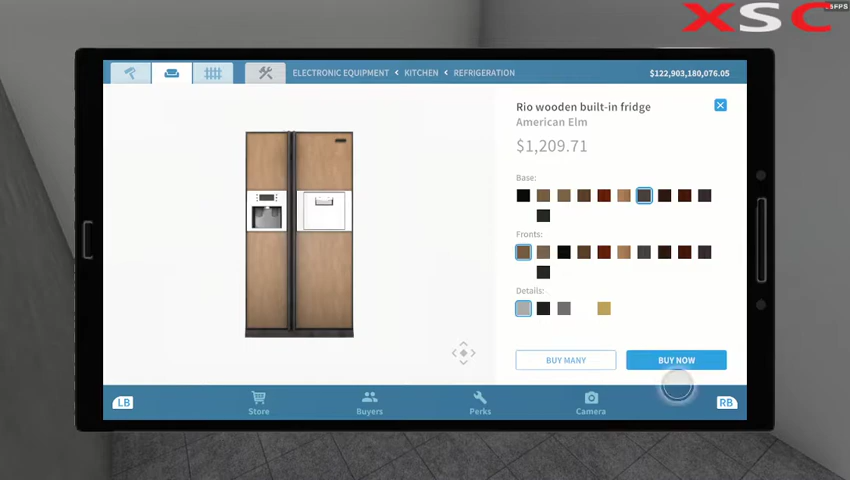 XSC
ELECTRONIC EQUIPMENT < KITCHEN < REFRIGERATION
$122,903,180,076.05
Rio wooden built-in fridge
American Elm
$1,209.71
Base:
Fronts:
Details:
BUY MANY
BUY NOW
LB
Store
Buyers
Perks
Camera
RB